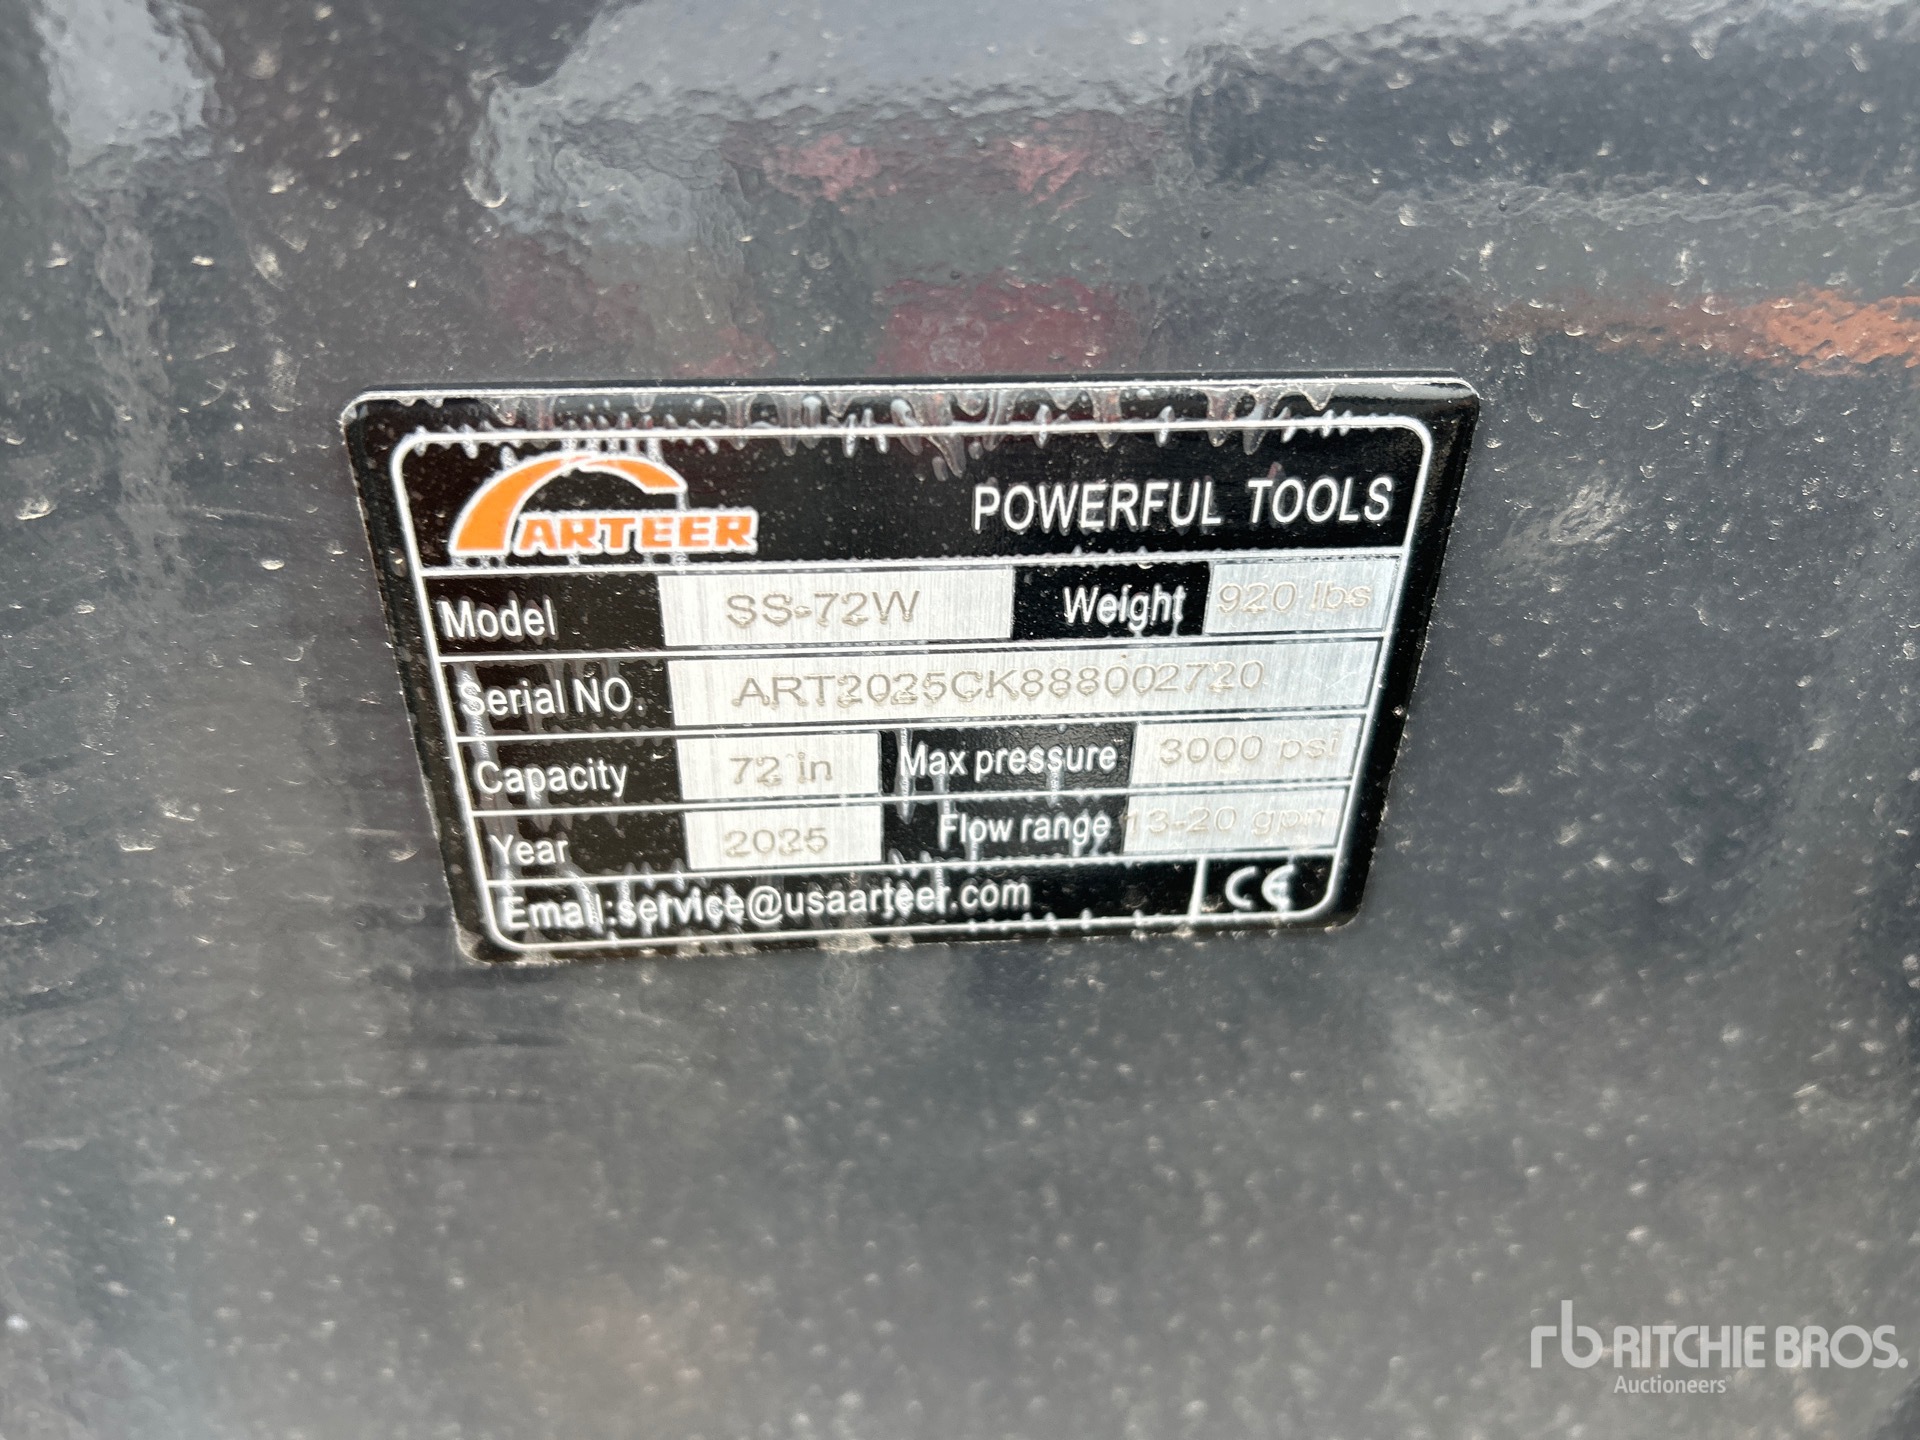 ARTEER POWERFUL TOOLS
Model SS-72W Weight 920 lbs
Serial NO. ART2025CK888002720
Capacity 72 in Max pressure 3000 psi
Year 2025 Flow range 13-20 gpm
Email:service@usaarteer.com CE
rb RITCHIE BROS.
Auctioneers